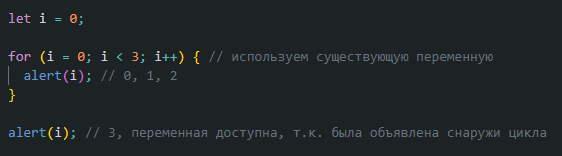 let i = 0;
for (i = 0; i < 3; i++) { // используем существующую переменную
alert(i); // 0, 1, 2
}
alert(i); // 3, переменная доступна, т.к. была объявлена снаружи цикла